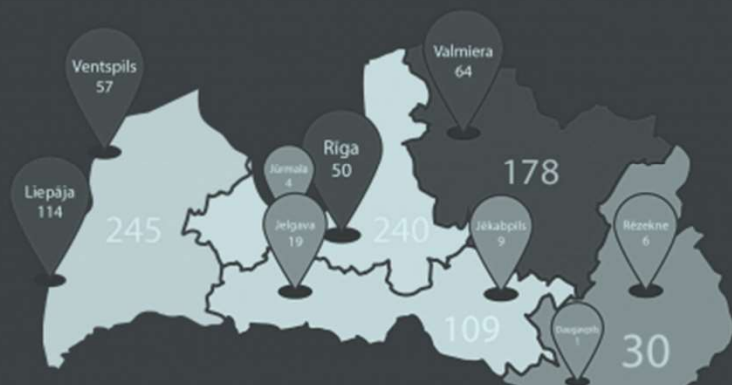 Ventspils
57
Valmiera
64
Liepāja
114
Jūrmala
4
Rīga
50
178
245
Jelgava
19
240
Jēkabpils
9
Rēzekne
6
109
Daugavpils
1
30